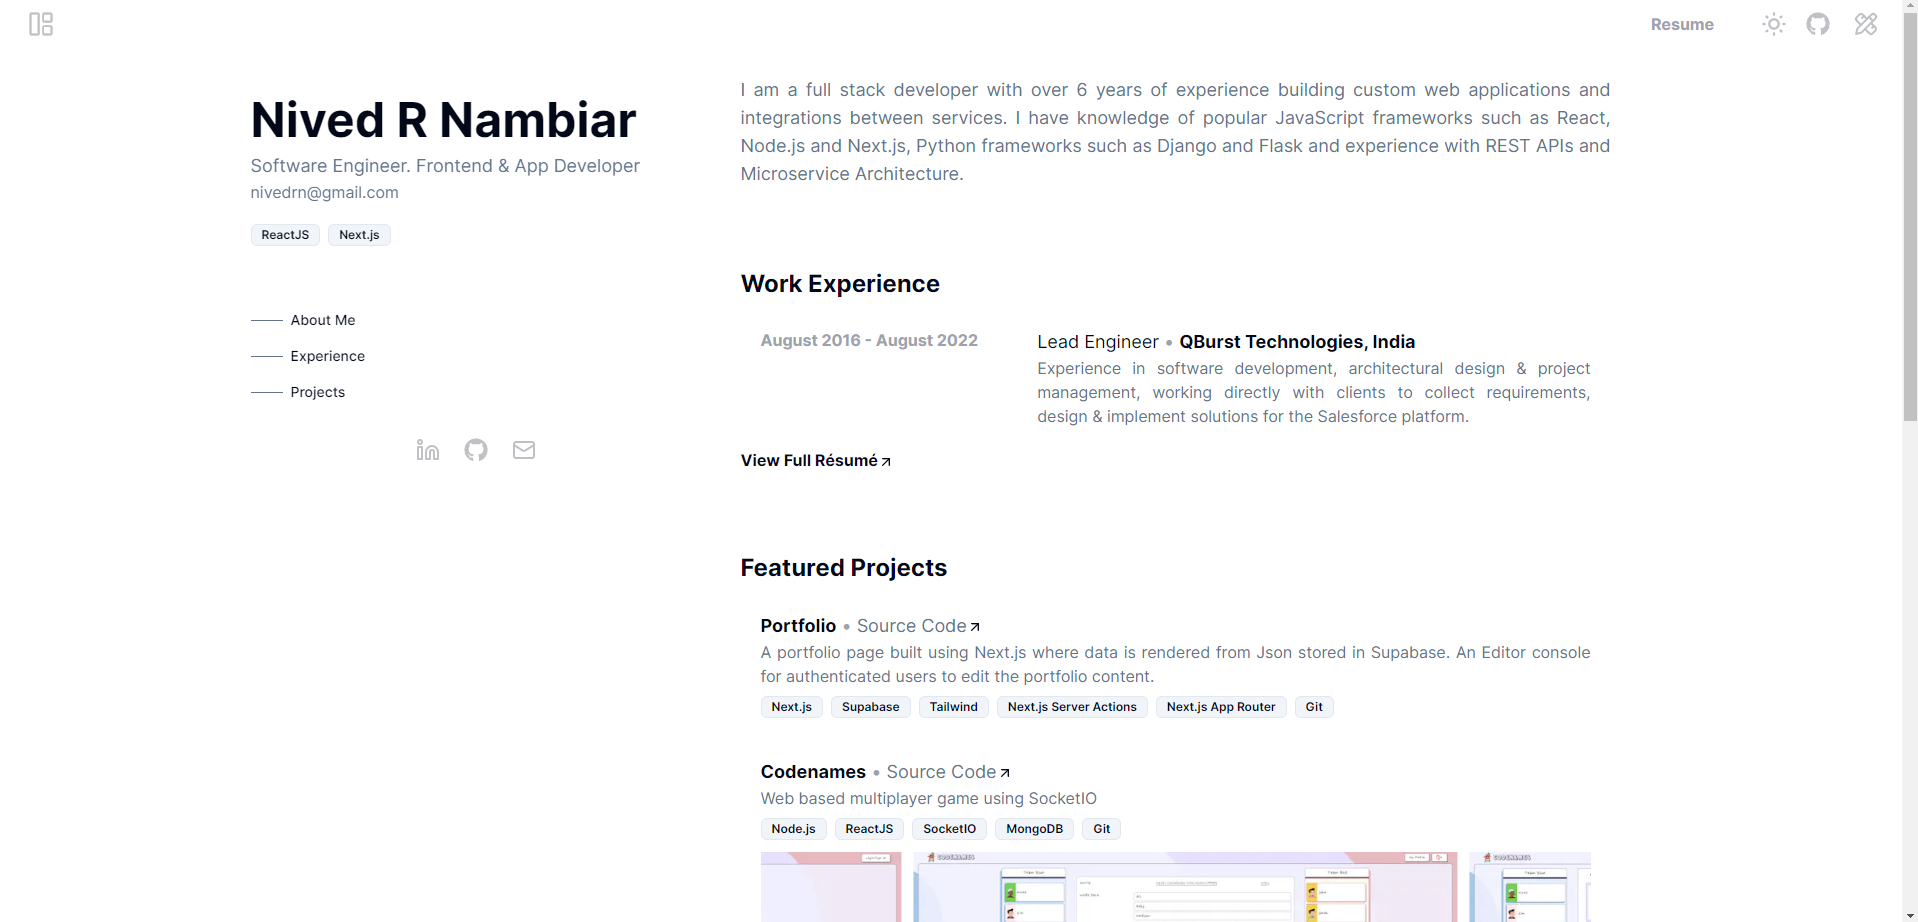 Resume
Nived R Nambiar
Software Engineer. Frontend & App Developer
nivedrn@gmail.com
ReactJS Next.js
About Me
Experience
Projects
I am a full stack developer with over 6 years of experience building custom web applications and
integrations between services. I have knowledge of popular JavaScript frameworks such as React,
Node.js and Next.js, Python frameworks such as Django and Flask and experience with REST APIs and
Microservice Architecture.
Work Experience
August 2016 - August 2022
Lead Engineer • QBurst Technologies, India
Experience in software development, architectural design & project
management, working directly with clients to collect requirements,
design & implement solutions for the Salesforce platform.
View Full Résumé
Featured Projects
Portfolio • Source Code
A portfolio page built using Next.js where data is rendered from Json stored in Supabase. An Editor console
for authenticated users to edit the portfolio content.
Next.js Supabase Tailwind Next.js Server Actions Next.js App Router Git
Codenames • Source Code
Web based multiplayer game using SocketIO
Node.js ReactJS SocketIO MongoDB Git
CODENAMES CODENAMES